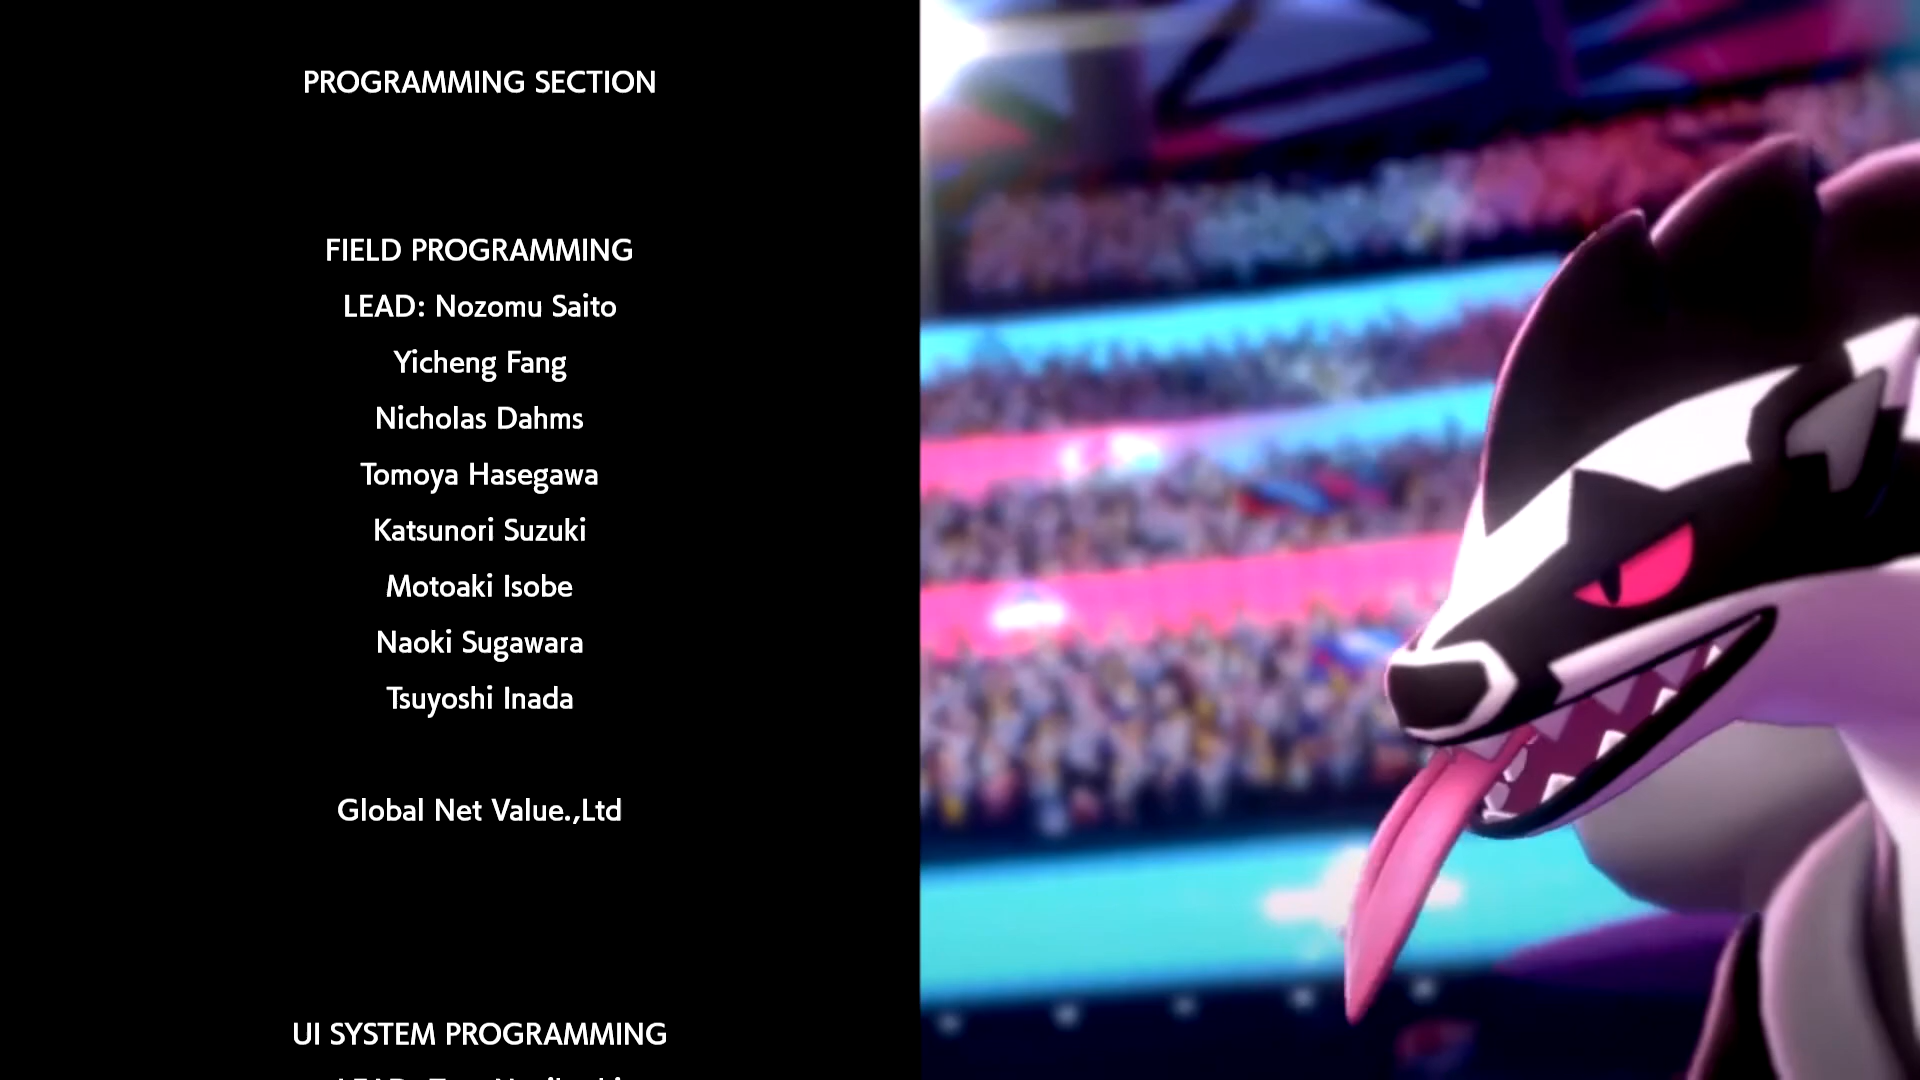 PROGRAMMING SECTION
FIELD PROGRAMMING
LEAD: Nozomu Saito
Yicheng Fang
Nicholas Dahms
Tomoya Hasegawa
Katsunori Suzuki
Motoaki Isobe
Naoki Sugawara
Tsuyoshi Inada
Global Net Value.,Ltd
UI SYSTEM PROGRAMMING